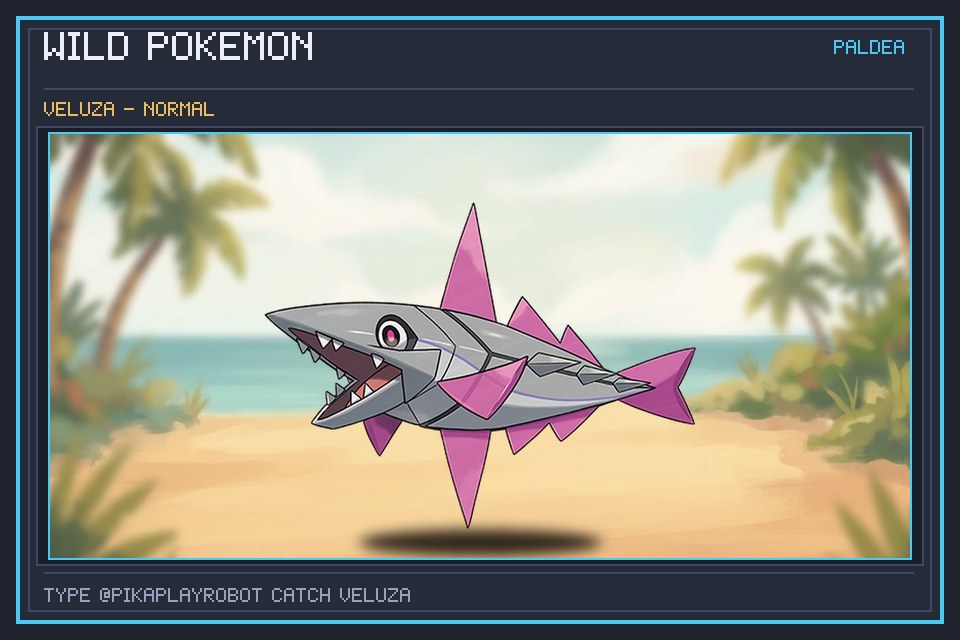 WILD POKEMON
PALDEA
VELUZA - NORMAL
TYPE @PIKAPLAYROBOT CATCH VELUZA